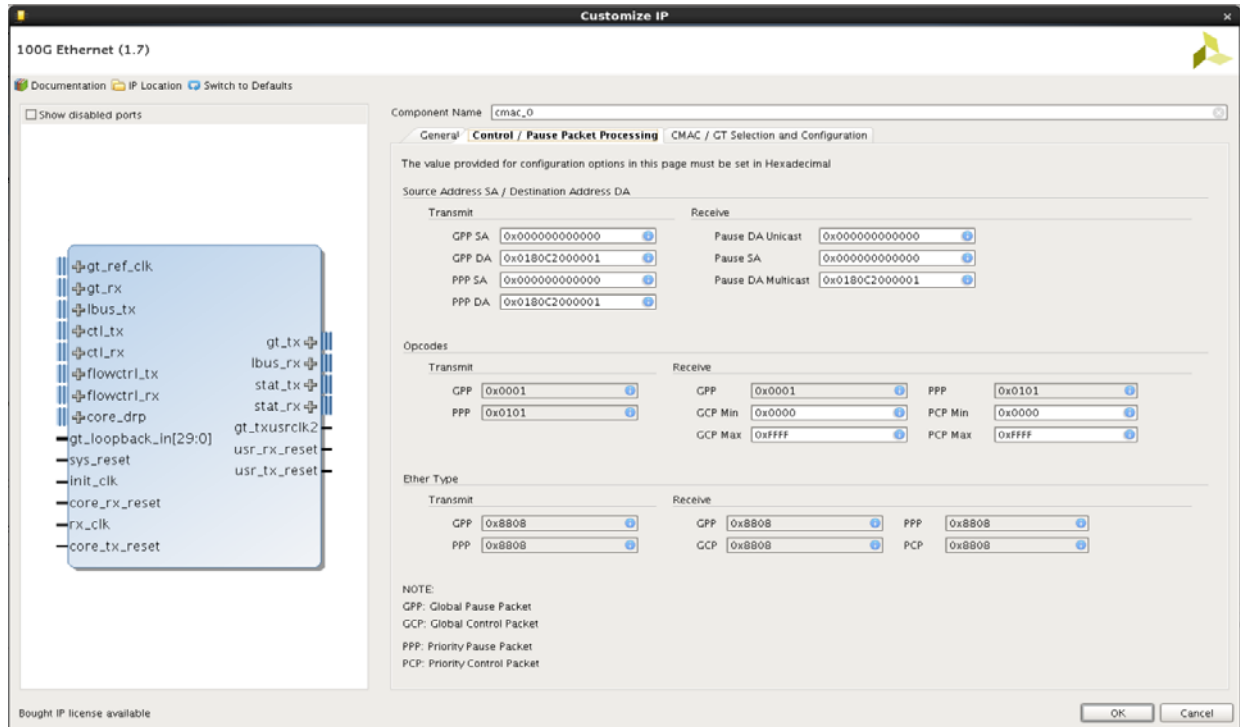 Customize IP
100G Ethernet (1.7)
Documentation IP Location Switch to Defaults
Show disabled ports
gt_ref_clk
gt_rx
lbus_tx
ctl_tx
ctl_rx
flowctrl_tx
flowctrl_rx
core_drp
gt_loopback_in[29:0]
sys_reset
init_clk
core_rx_reset
rx_clk
core_tx_reset
gt_tx
lbus_rx
stat_tx
stat_rx
gt_txusrclk2
usr_rx_reset
usr_tx_reset
Component Name cmac_0
General Control / Pause Packet Processing CMAC / GT Selection and Configuration
The value provided for configuration options in this page must be set in Hexadecimal
Source Address SA / Destination Address DA
Transmit Receive
GPP SA 0x000000000000 Pause DA Unicast 0x000000000000
GPP DA 0x0180C2000001 Pause SA 0x000000000000
PPP SA 0x000000000000 Pause DA Multicast 0x0180C2000001
PPP DA 0x0180C2000001
Opcodes
Transmit Receive
GPP 0x0001 GPP 0x0001 PPP 0x0101
PPP 0x0101 GCP Min 0x0000 PCP Min 0x0000
GCP Max 0xFFFF PCP Max 0xFFFF
Ether Type
Transmit Receive
GPP 0x8808 GPP 0x8808 PPP 0x8808
PPP 0x8808 GCP 0x8808 PCP 0x8808
NOTE:
GPP: Global Pause Packet
GCP: Global Control Packet
PPP: Priority Pause Packet
PCP: Priority Control Packet
Bought IP license available
OK Cancel